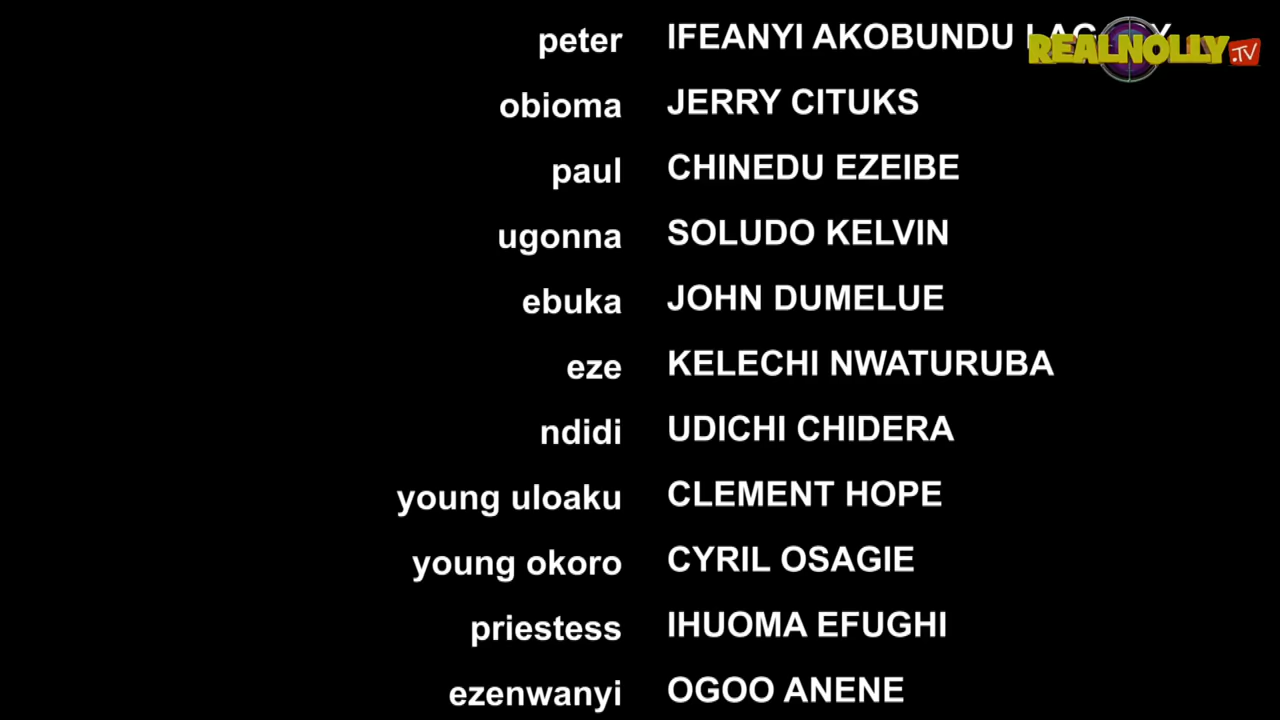 peter IFEANYI AKOBUNDU
REALNOLLY.TV
obioma JERRY CITUKS
paul CHINEDU EZEIBE
ugonna SOLUDO KELVIN
ebuka JOHN DUMELUE
eze KELECHI NWATURUBA
ndidi UDICHI CHIDERA
young uloaku CLEMENT HOPE
young okoro CYRIL OSAGIE
priestess IHUOMA EFUGHI
ezenwanyi OGOO ANENE